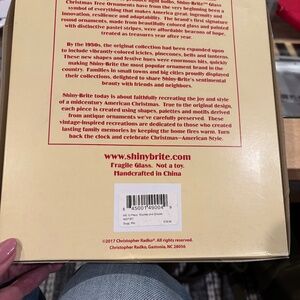 Christmas Tree Ornaments have from the very beginning been a
symbol of everything that makes America great. Ingenuity and
innovation, resilience and adaptability. The brand's first signature
round ornaments, made from beautifully colored glass and painted
with distinctive pastel stripes, were affordable beacons of hope,
treasures year after year.
By the 1950s, the original collection had been expanded upon
to include vibrantly-colored icicles, pinecones, bells and lanterns.
These new shapes and festive hues were enormous hits, quickly
making Shiny-Brite the most popular ornament brand in the
country. Families in small towns and big cities proudly displayed
their collections, delighted to share Shiny-Brite's sentimental
beauty with friends and neighbors.
Shiny-Brite today is about faithfully recreating the joy and style
of a midcentury American Christmas. True to the original design,
each piece is created using shapes, palettes and motifs derived
from antique ornaments we've carefully preserved. These
vintage-inspired recreations are dedicated to those who created
lasting family memories by keeping the home fires warm. Turn
back the clock and celebrate Christmas—American Style.
www.shinybrite.com
Fragile Glass. Not a toy.
Handcrafted in China
©2017 Christopher Radko®. All rights reserved.
Christopher Radko, Gastonia, NC 28056